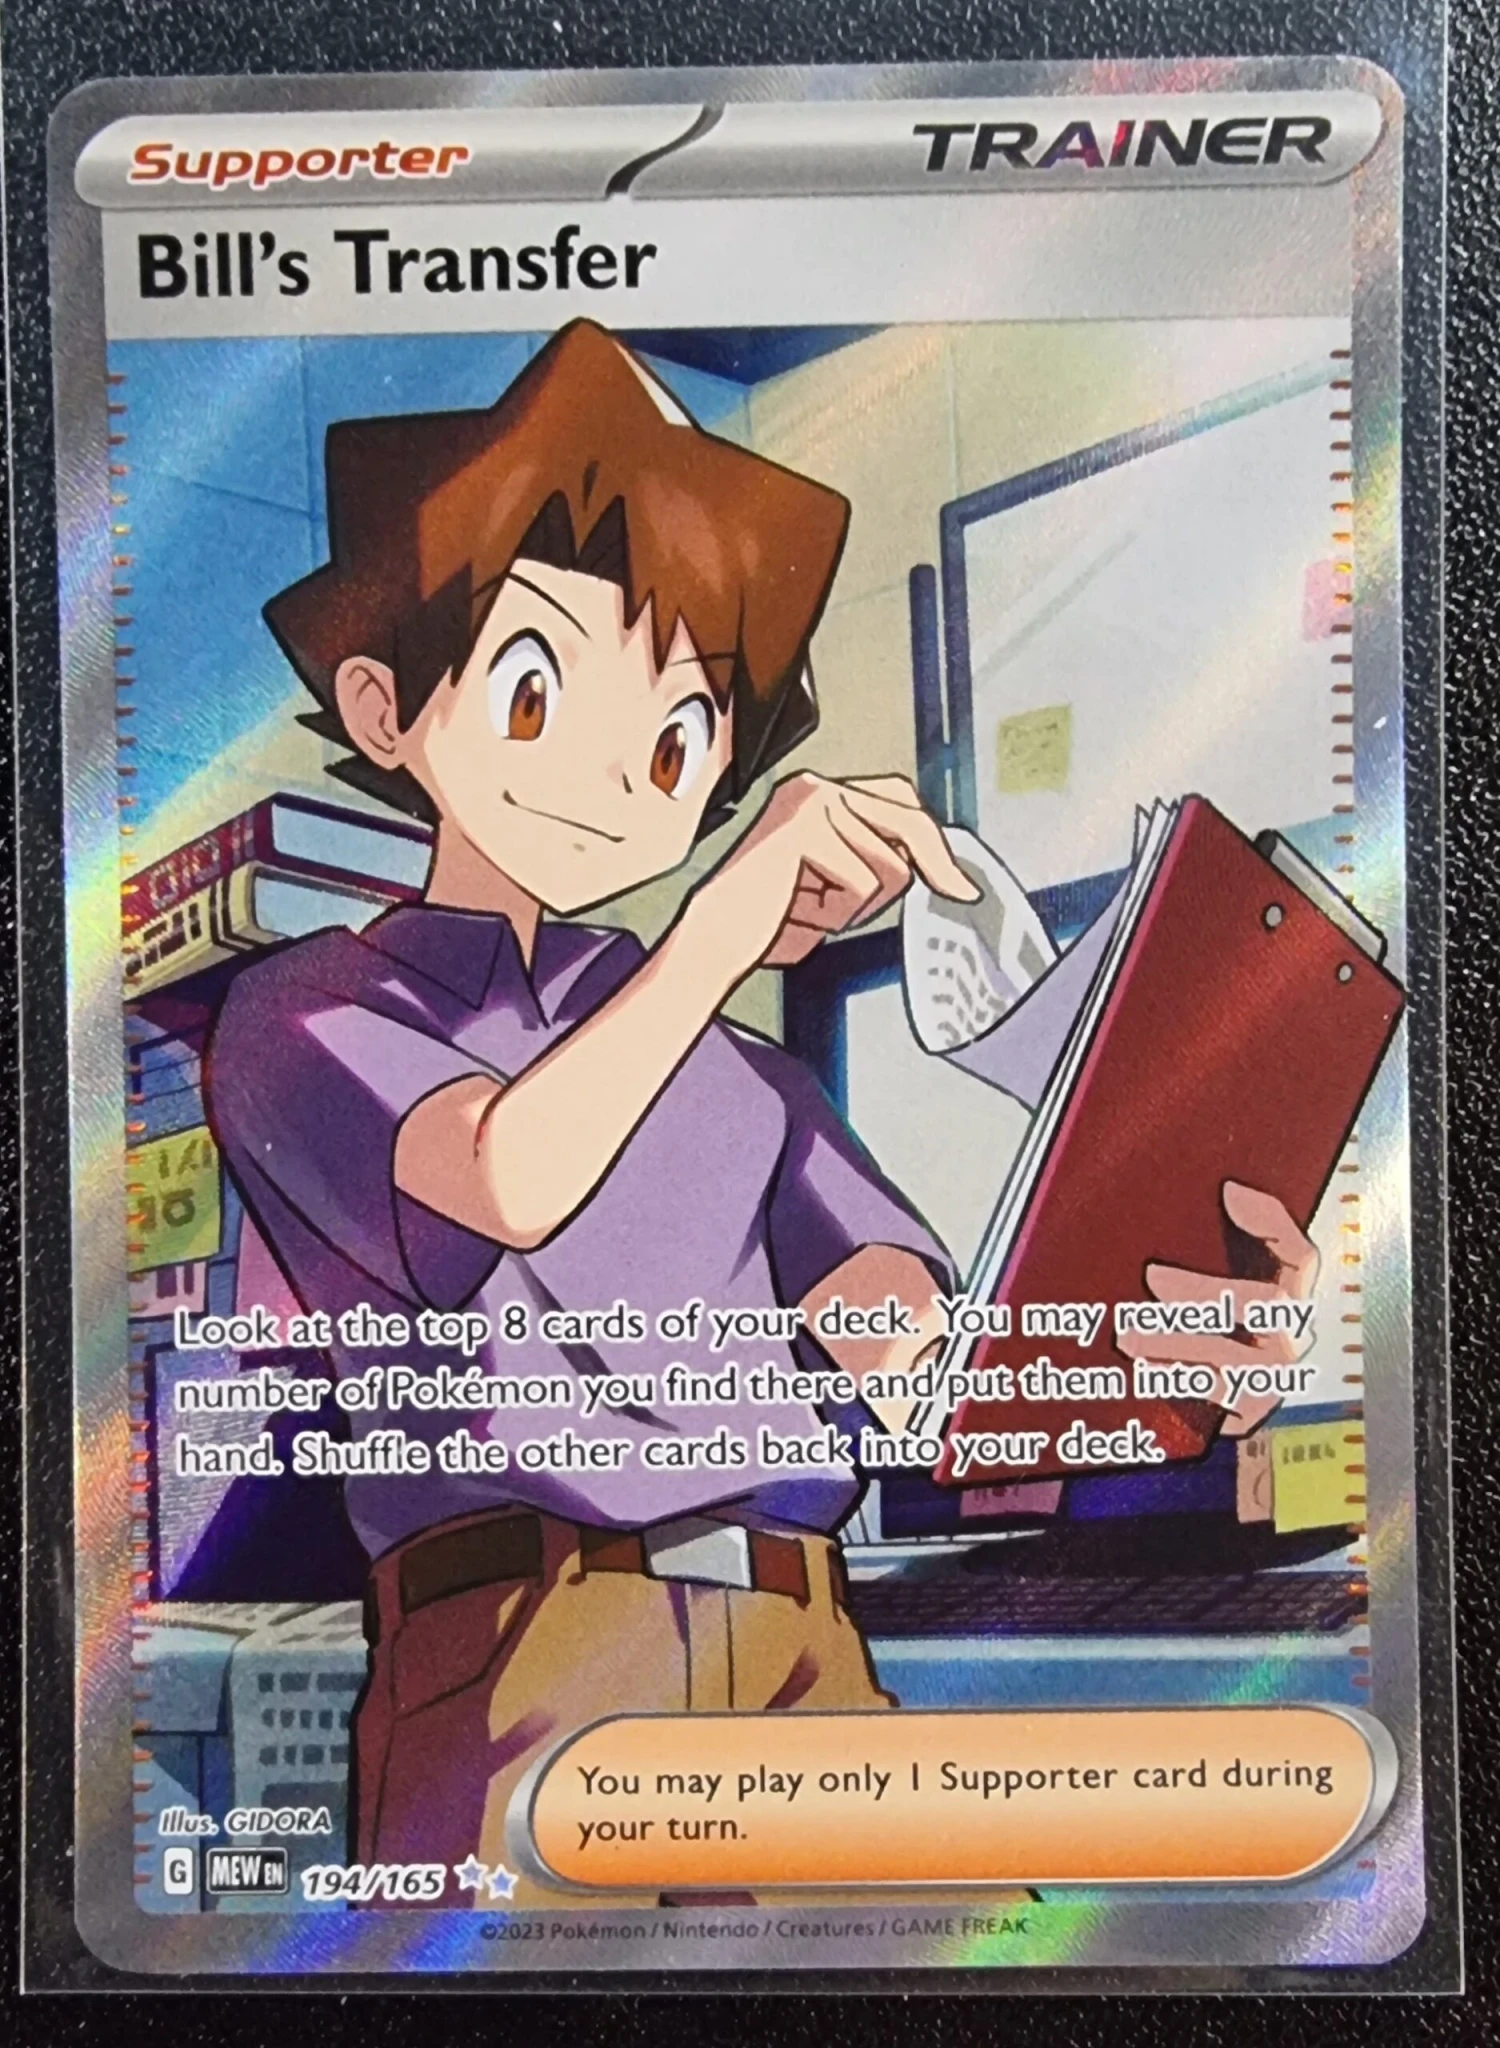 Supporter TRAINER
Bill's Transfer
Look at the top 8 cards of your deck. You may reveal any
number of Pokémon you find there and put them into your
hand. Shuffle the other cards back into your deck.
You may play only 1 Supporter card during
your turn.
Illus. GIDORA
G MEW EN 194/165
©2023 Pokémon / Nintendo / Creatures / GAME FREAK